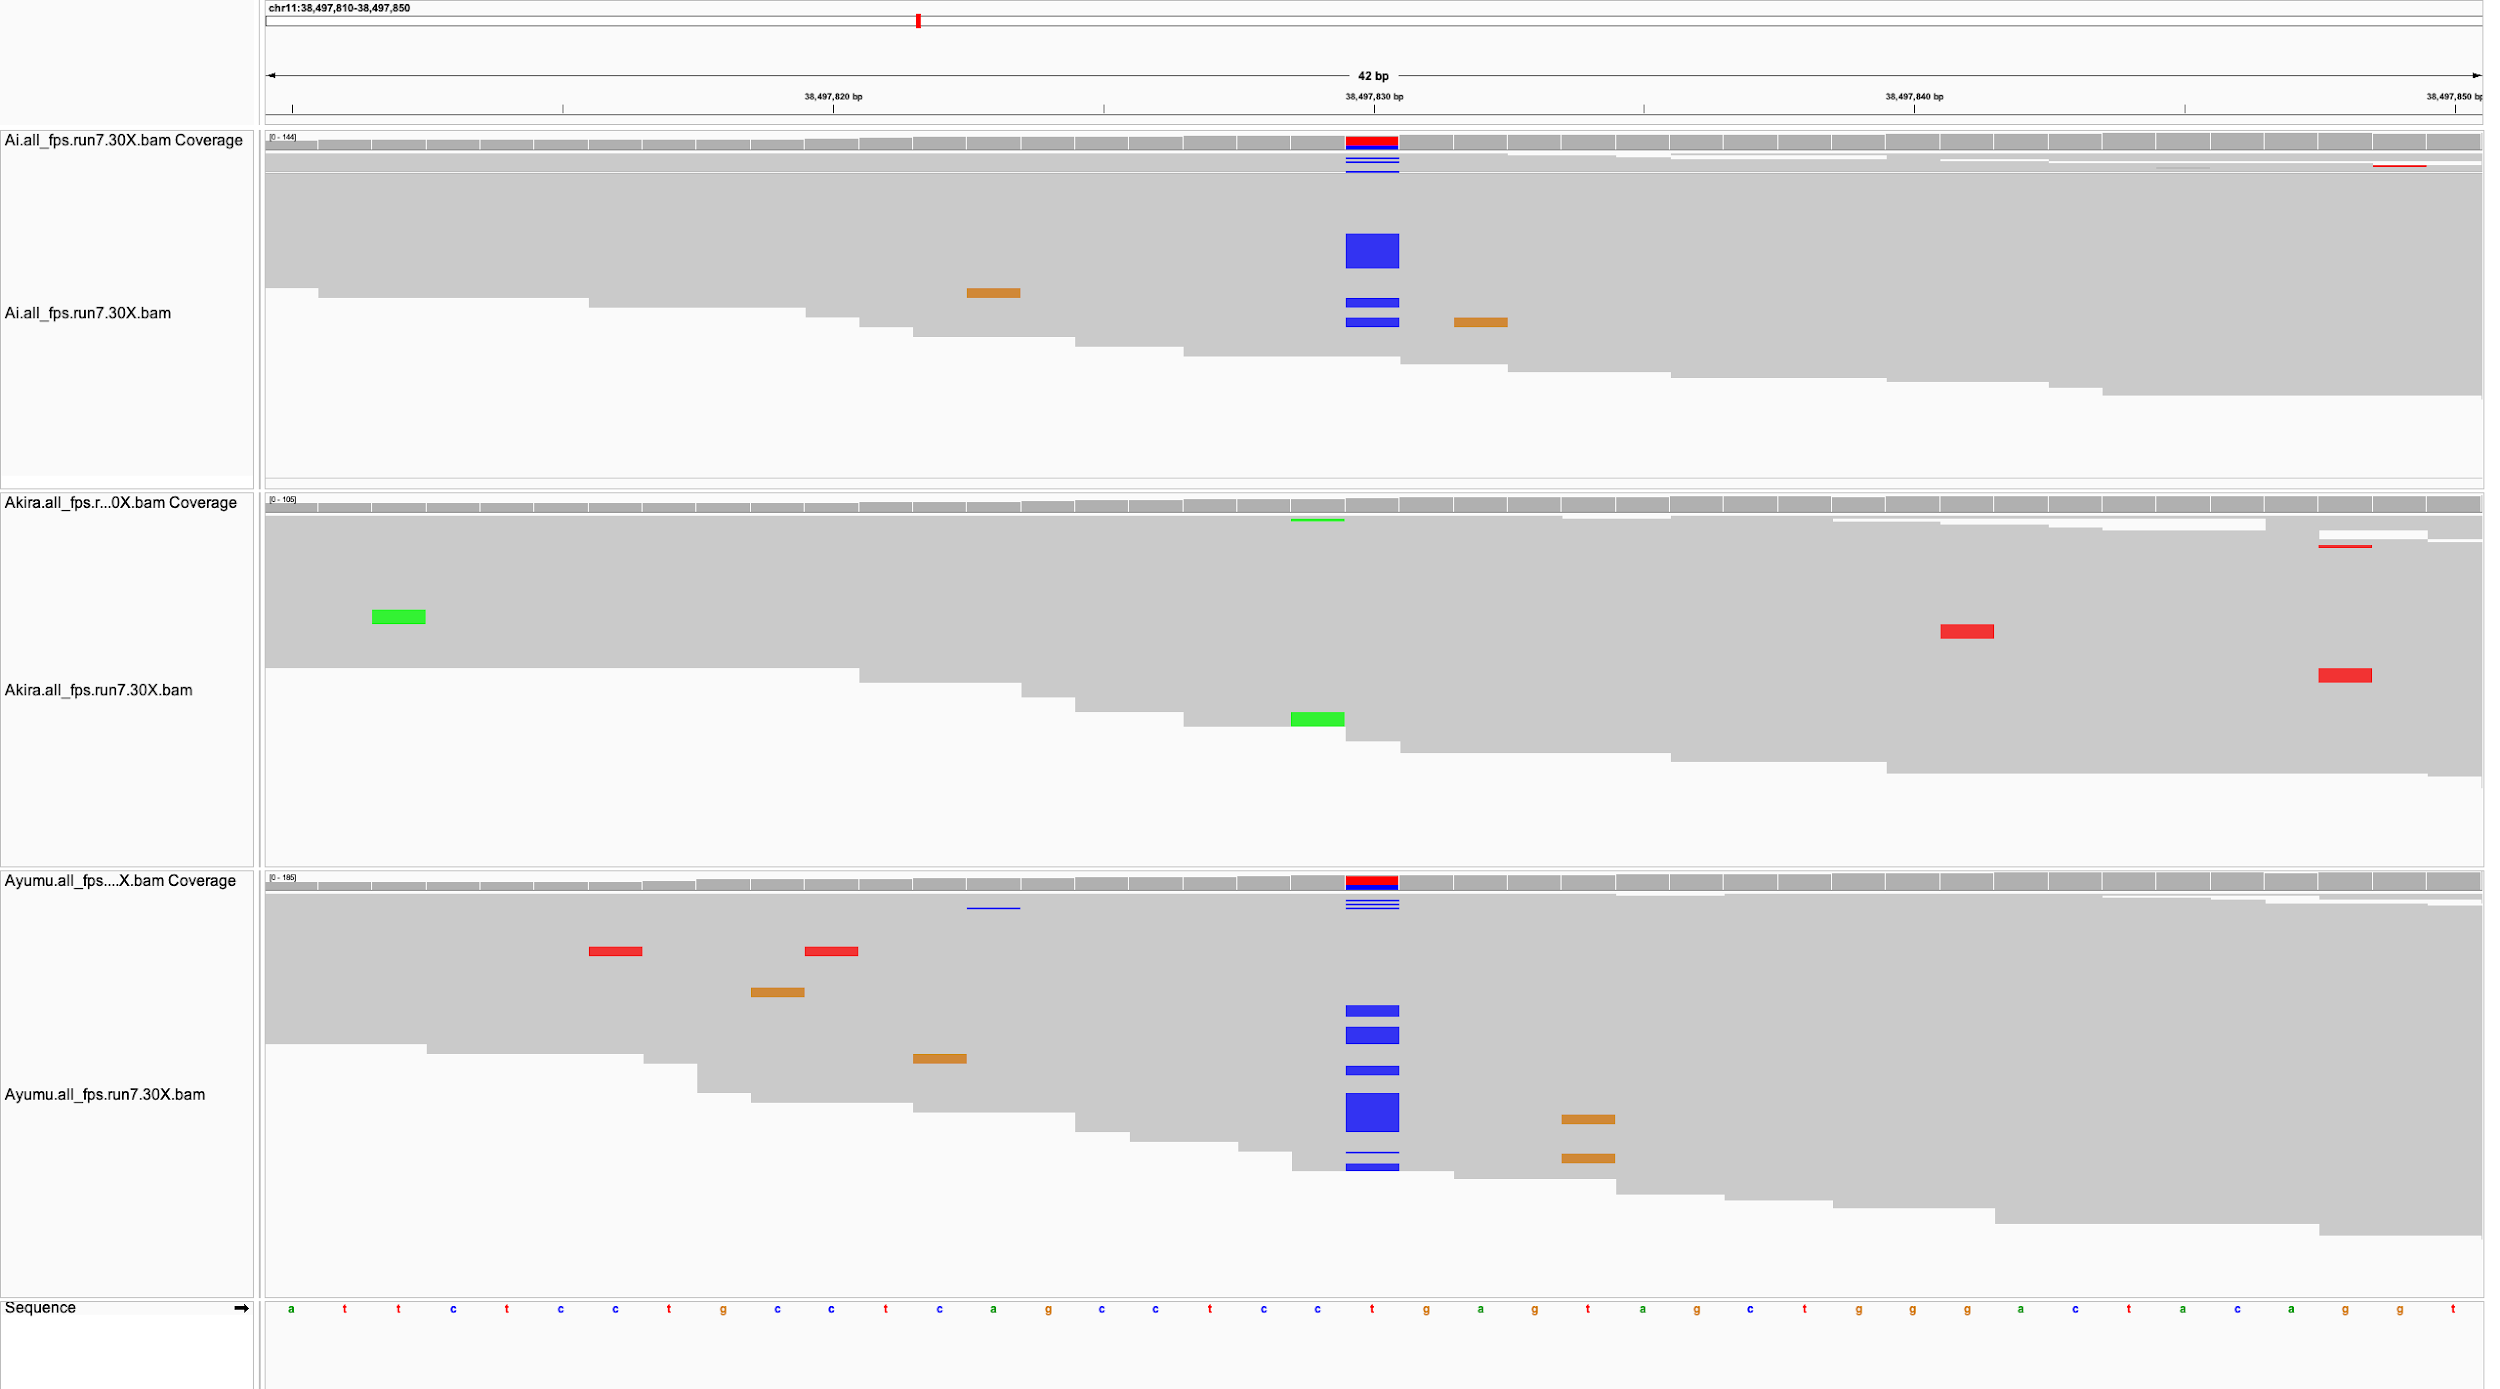 chr11:38,497,810-38,497,850
42 bp
38,497,820 bp 38,497,830 bp 38,497,840 bp 38,497,850 bp
Ai.all_fps.run7.30X.bam Coverage [0 - 144]
Ai.all_fps.run7.30X.bam
Akira.all_fps.r...0X.bam Coverage [0 - 105]
Akira.all_fps.run7.30X.bam
Ayumu.all_fps....X.bam Coverage [0 - 185]
Ayumu.all_fps.run7.30X.bam
Sequence a t t c t c c t g c c t c a g c c t c c t g a g t a g c t g g g a c t a c a g g t